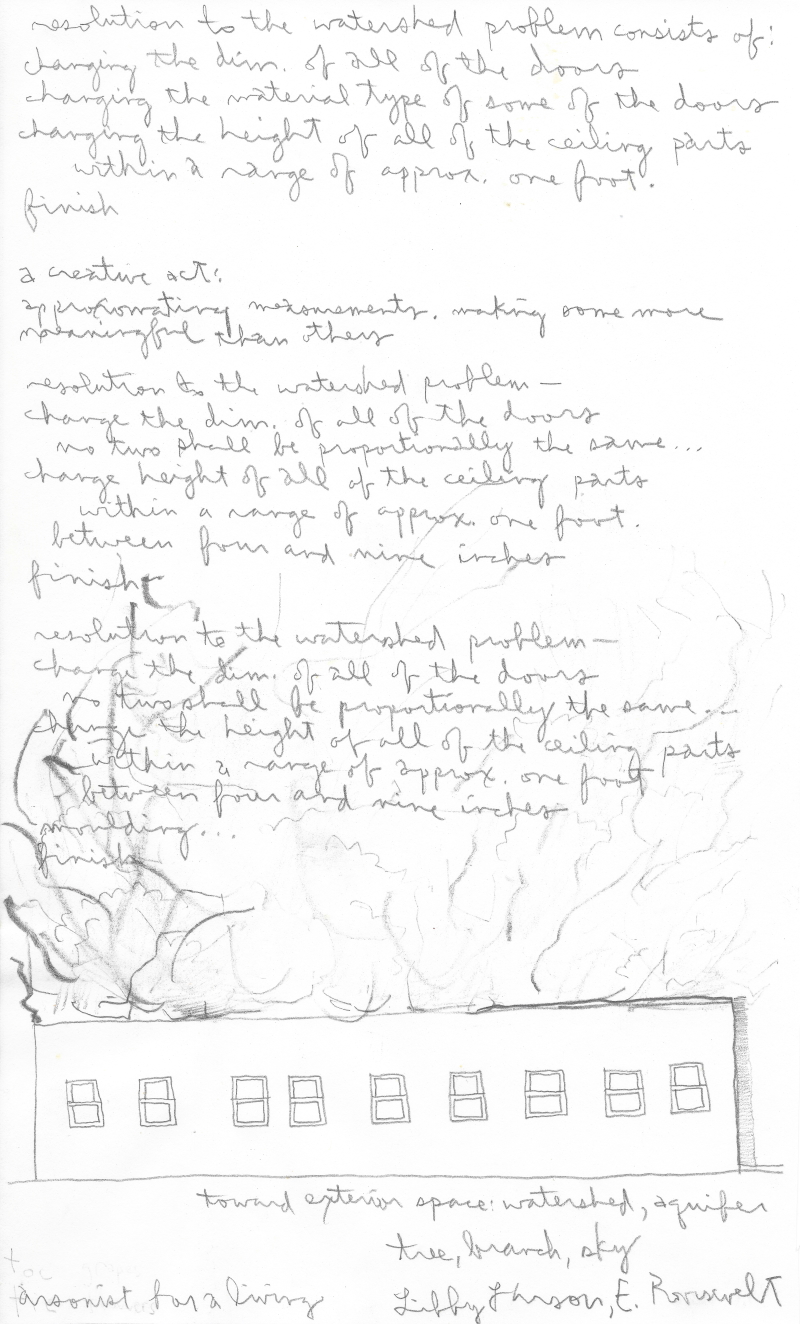 resolution to the watershed problem consists of:
changing the dim. of all of the doors
changing the material type of some of the doors
changing the height of all of the ceiling parts
within a range of approx. one foot.
finish
a creative act:
approximating measurements. making some more
meaningful than others
resolution to the watershed problem —
change the dim. of all of the doors
no two shall be proportionally the same...
change height of all of the ceiling parts
within a range of approx. one foot.
between four and nine inches
finish
resolution to the watershed problem —
change the dim. of all of the doors
no two shall be proportionally the same...
change the height of all of the ceiling parts
within a range of approx. one foot
between four and nine inches
moulding...
finish
toward exterior space: watershed, aquifer
tree, branch, sky
arsonist for a living
Libby Larson, E. Roosevelt